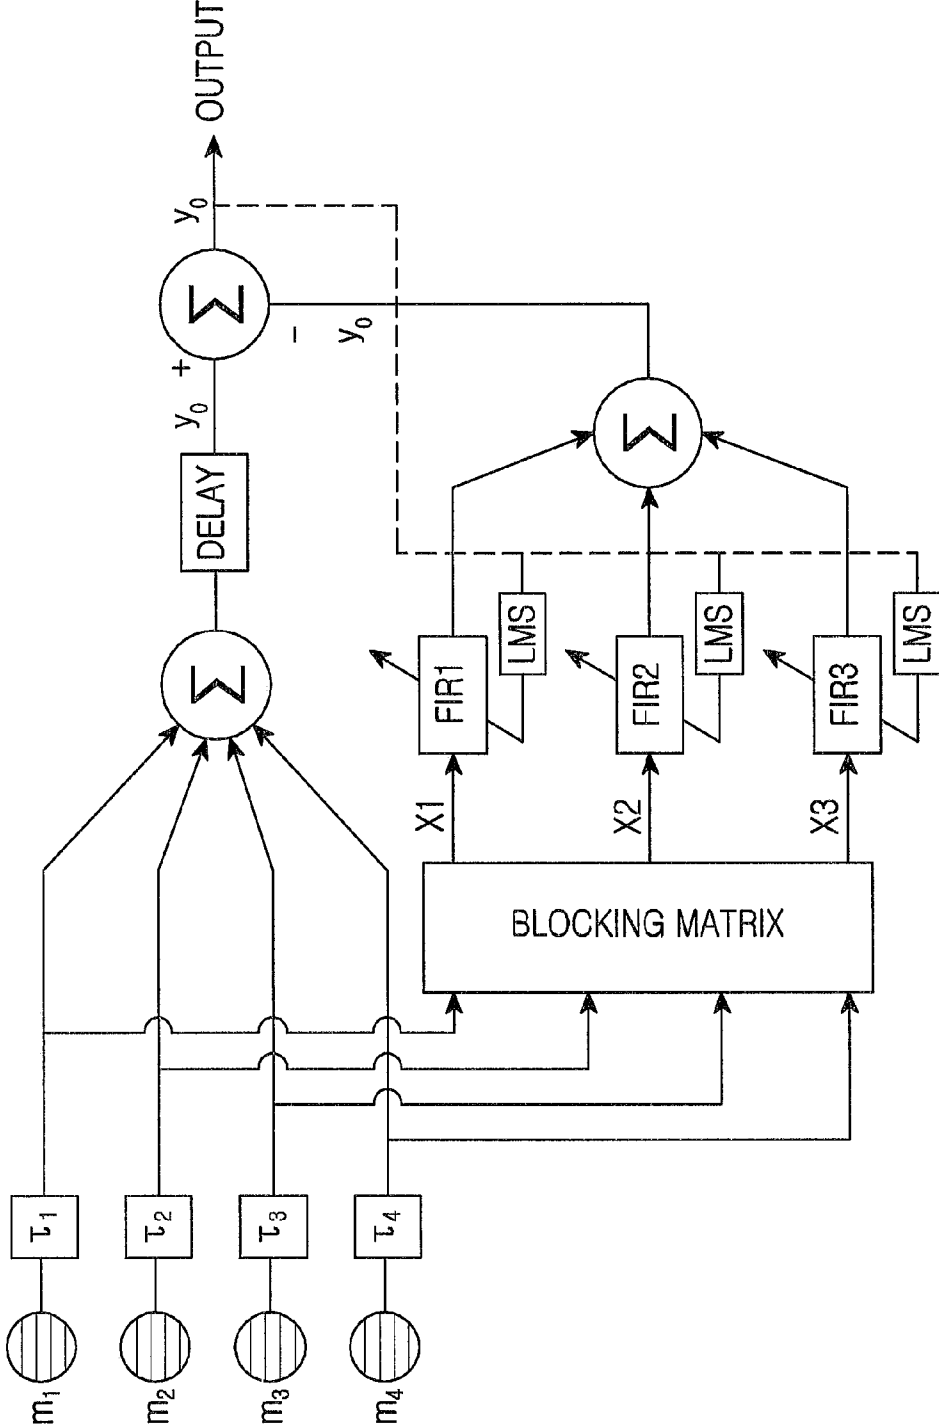 m1
τ1
m2
τ2
m3
τ3
m4
τ4
Σ
DELAY
y0
+
Σ
y0
OUTPUT
−
y0
BLOCKING MATRIX
X1
FIR1
LMS
X2
FIR2
LMS
X3
FIR3
LMS
Σ